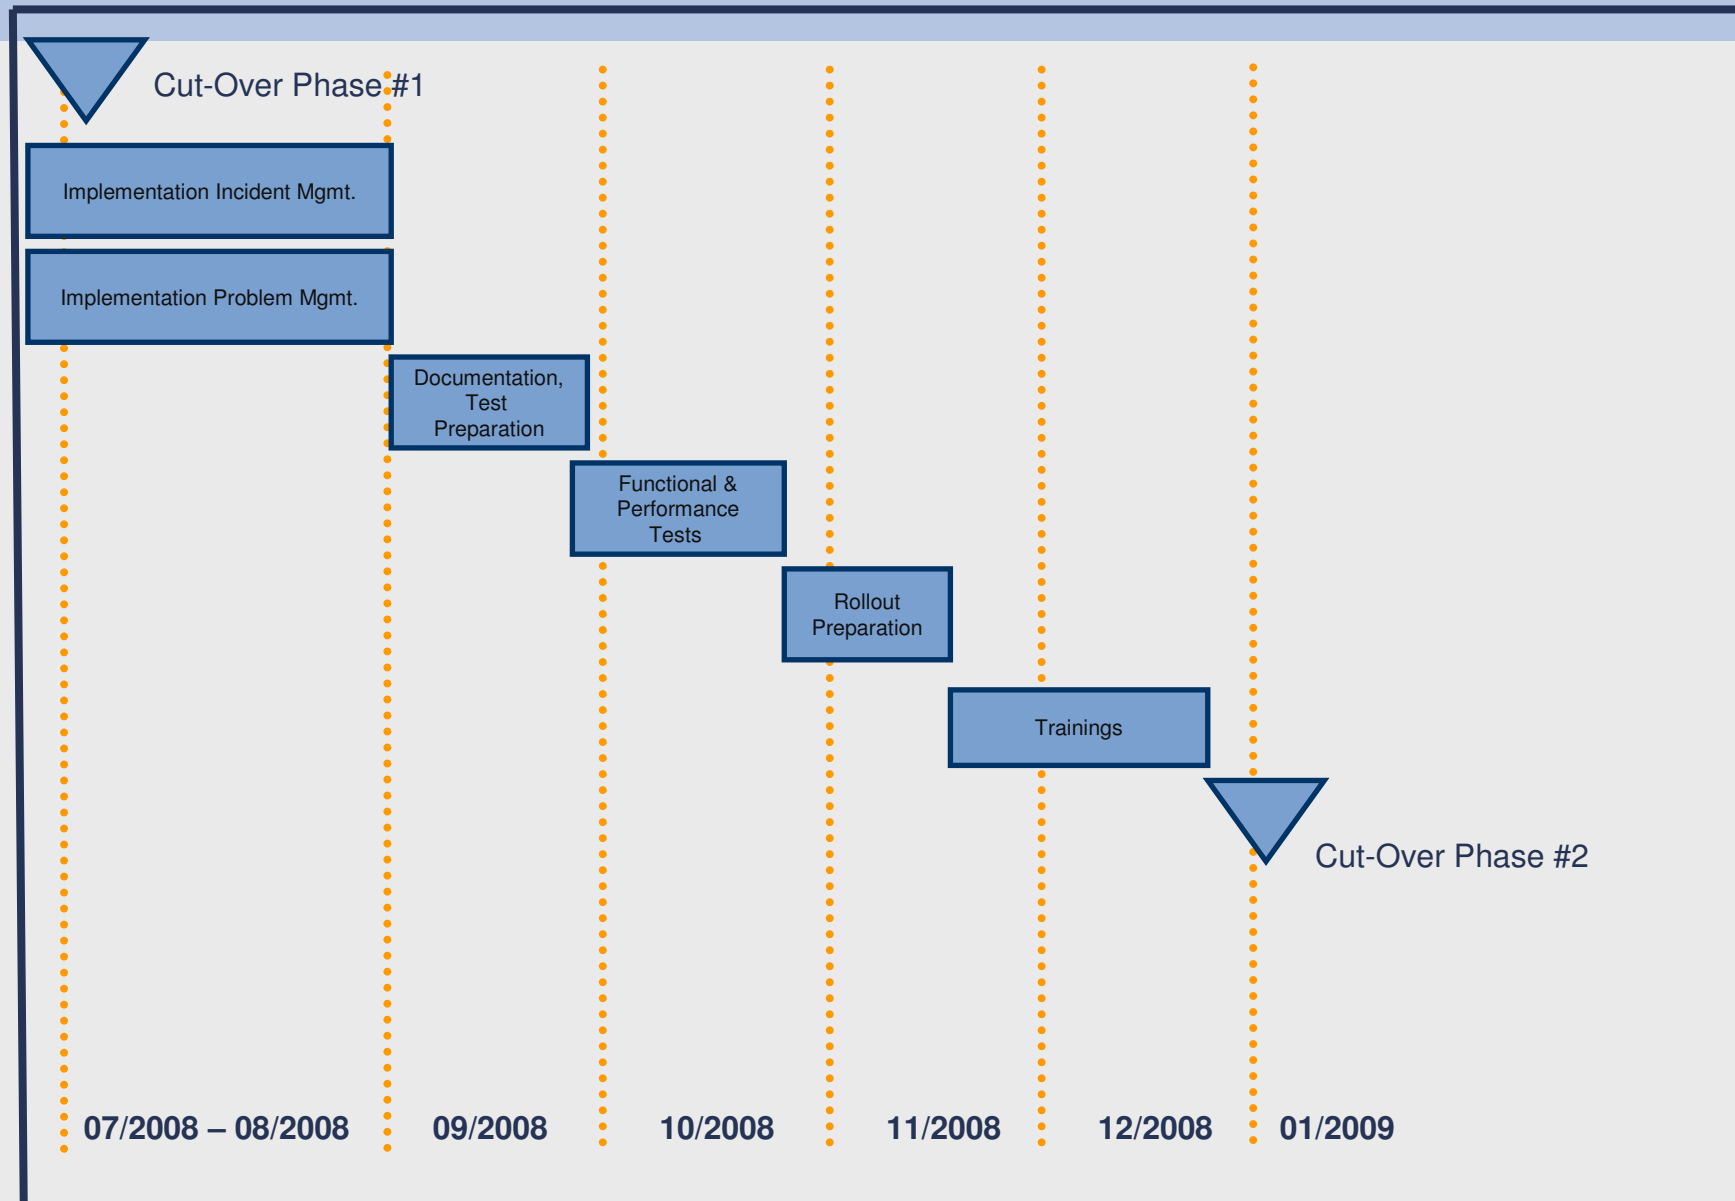 Cut-Over Phase #1
Implementation Incident Mgmt.
Implementation Problem Mgmt.
Documentation,
Test
Preparation
Functional &
Performance
Tests
Rollout
Preparation
Trainings
Cut-Over Phase #2
07/2008 – 08/2008
09/2008
10/2008
11/2008
12/2008
01/2009